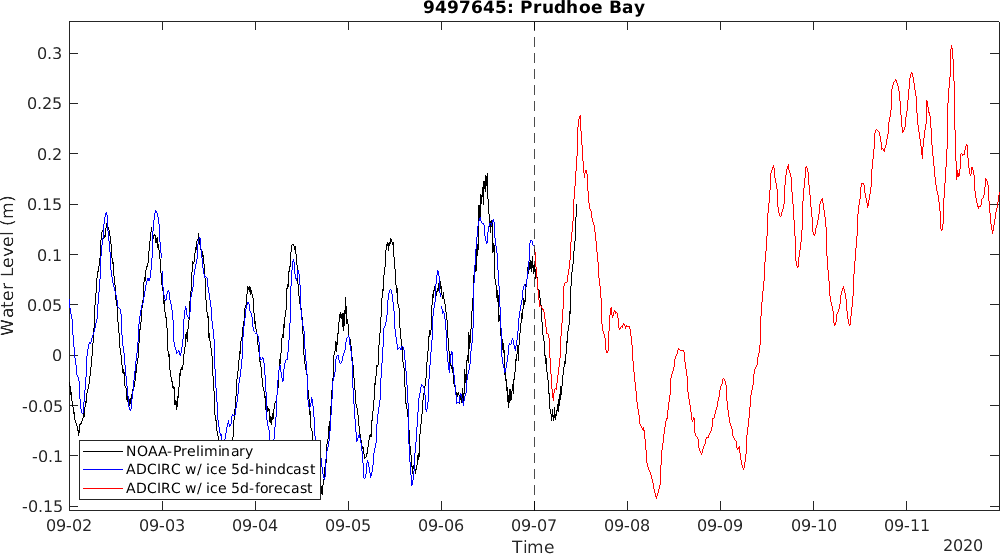 9497645: Prudhoe Bay
Water Level (m)
0.3
0.25
0.2
0.15
0.1
0.05
0
-0.05
-0.1
-0.15
NOAA-Preliminary
ADCIRC w/ ice 5d-hindcast
ADCIRC w/ ice 5d-forecast
09-02 09-03 09-04 09-05 09-06 09-07 09-08 09-09 09-10 09-11
Time
2020